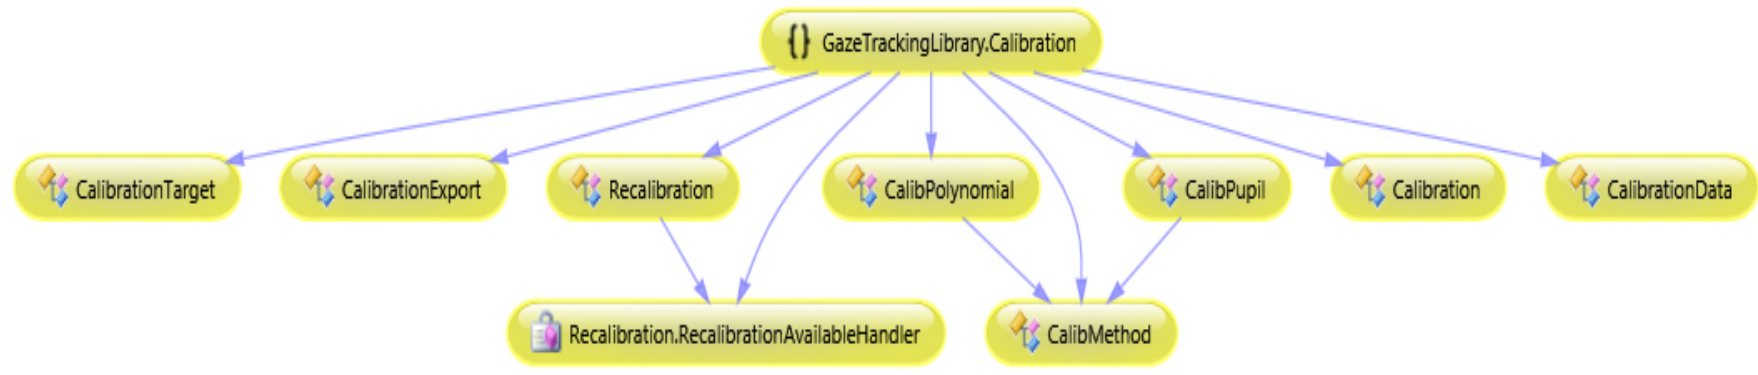 {} GazeTrackingLibrary.Calibration
CalibrationTarget
CalibrationExport
Recalibration
CalibPolynomial
CalibPupil
Calibration
CalibrationData
Recalibration.RecalibrationAvailableHandler
CalibMethod